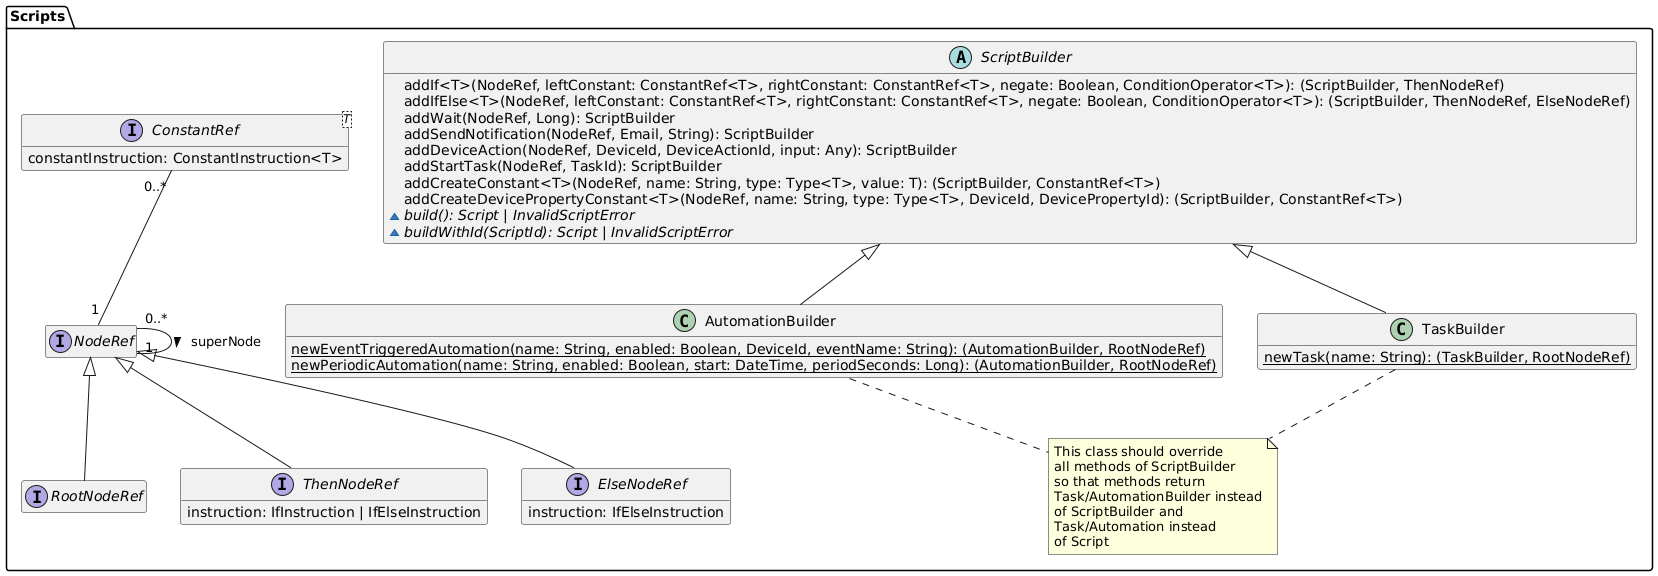 Scripts
A ScriptBuilder
addIf<T>(NodeRef, leftConstant: ConstantRef<T>, rightConstant: ConstantRef<T>, negate: Boolean, ConditionOperator<T>): (ScriptBuilder, ThenNodeRef)
addIfElse<T>(NodeRef, leftConstant: ConstantRef<T>, rightConstant: ConstantRef<T>, negate: Boolean, ConditionOperator<T>): (ScriptBuilder, ThenNodeRef, ElseNodeRef)
addWait(NodeRef, Long): ScriptBuilder
addSendNotification(NodeRef, Email, String): ScriptBuilder
addDeviceAction(NodeRef, DeviceId, DeviceActionId, input: Any): ScriptBuilder
addStartTask(NodeRef, TaskId): ScriptBuilder
addCreateConstant<T>(NodeRef, name: String, type: Type<T>, value: T): (ScriptBuilder, ConstantRef<T>)
addCreateDevicePropertyConstant<T>(NodeRef, name: String, type: Type<T>, DeviceId, DevicePropertyId): (ScriptBuilder, ConstantRef<T>)
build(): Script | InvalidScriptError
buildWithId(ScriptId): Script | InvalidScriptError
I ConstantRef
T
constantInstruction: ConstantInstruction<T>
0..*
1
I NodeRef
0..*
1
superNode
C AutomationBuilder
newEventTriggeredAutomation(name: String, enabled: Boolean, DeviceId, eventName: String): (AutomationBuilder, RootNodeRef)
newPeriodicAutomation(name: String, enabled: Boolean, start: DateTime, periodSeconds: Long): (AutomationBuilder, RootNodeRef)
C TaskBuilder
newTask(name: String): (TaskBuilder, RootNodeRef)
I RootNodeRef
I ThenNodeRef
instruction: IfInstruction | IfElseInstruction
I ElseNodeRef
instruction: IfElseInstruction
This class should override
all methods of ScriptBuilder
so that methods return
Task/AutomationBuilder instead
of ScriptBuilder and
Task/Automation instead
of Script